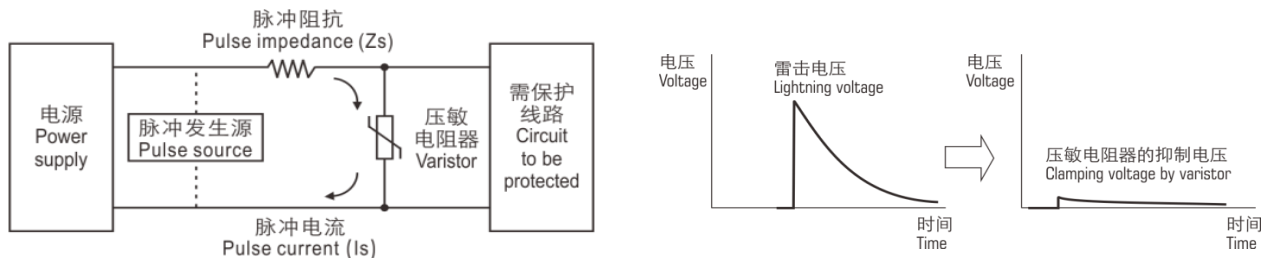 脉冲阻抗
Pulse impedance (Zs)
电源
Power
supply
脉冲发生源
Pulse source
压敏
电阻器
Varistor
需保护
线路
Circuit
to be
protected
脉冲电流
Pulse current (Is)
电压
Voltage
雷击电压
Lightning voltage
时间
Time
电压
Voltage
压敏电阻器的抑制电压
Clamping voltage by varistor
时间
Time